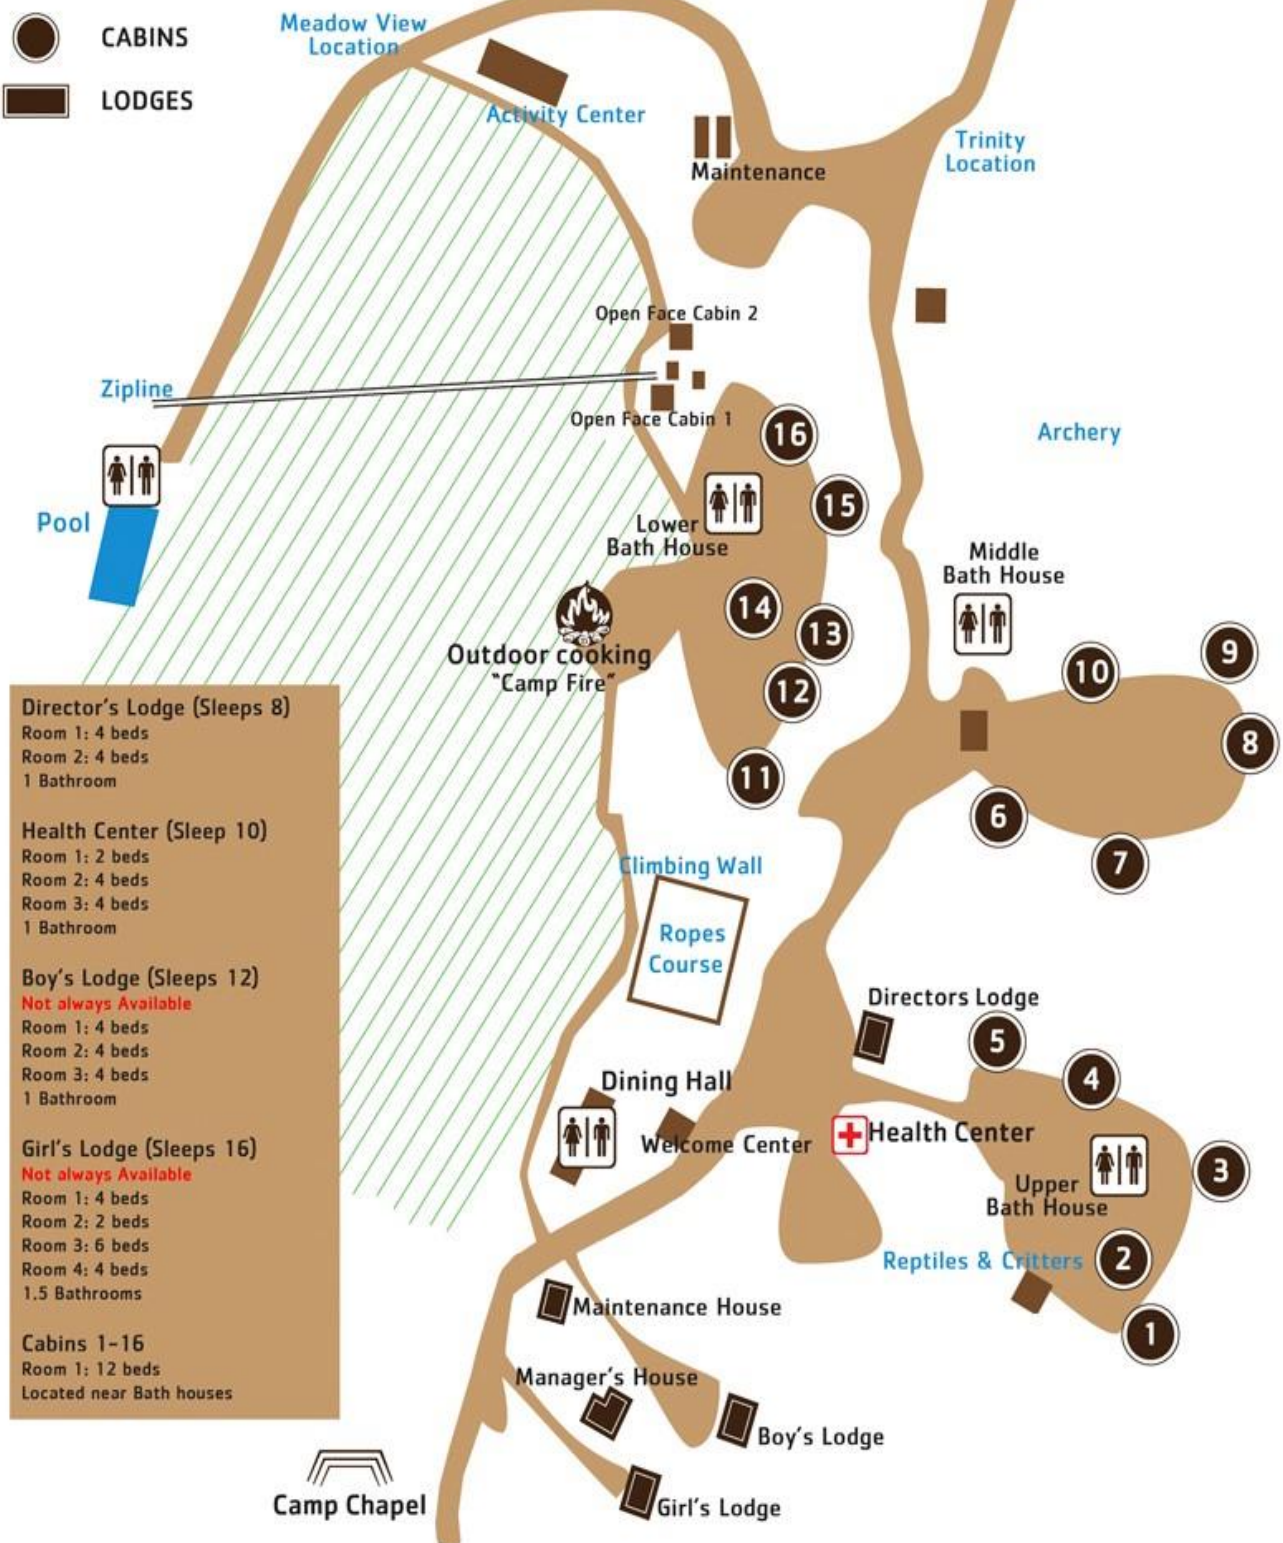 CABINS
LODGES
Meadow View
Location
Activity Center
Maintenance
Trinity
Location
Open Face Cabin 2
Zipline
Open Face Cabin 1
16
Archery
Pool
15
Lower
Bath House
Middle
Bath House
14
13
Outdoor cooking
"Camp Fire"
12
11
10
9
8
6
7
Director's Lodge (Sleeps 8)
Room 1: 4 beds
Room 2: 4 beds
1 Bathroom
Health Center (Sleep 10)
Room 1: 2 beds
Room 2: 4 beds
Room 3: 4 beds
1 Bathroom
Boy's Lodge (Sleeps 12)
Not always Available
Room 1: 4 beds
Room 2: 4 beds
Room 3: 4 beds
1 Bathroom
Girl's Lodge (Sleeps 16)
Not always Available
Room 1: 4 beds
Room 2: 2 beds
Room 3: 6 beds
Room 4: 4 beds
1.5 Bathrooms
Cabins 1-16
Room 1: 12 beds
Located near Bath houses
Climbing Wall
Ropes
Course
Directors Lodge
5
4
Dining Hall
Welcome Center
Health Center
3
Upper
Bath House
Reptiles & Critters
2
1
Maintenance House
Manager's House
Boy's Lodge
Girl's Lodge
Camp Chapel